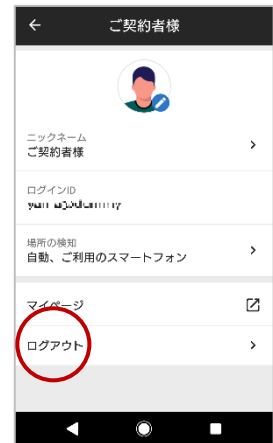 ご契約者様
ニックネーム
ご契約者様
ログインID
場所の検知
自動、ご利用のスマートフォン
マイページ
ログアウト